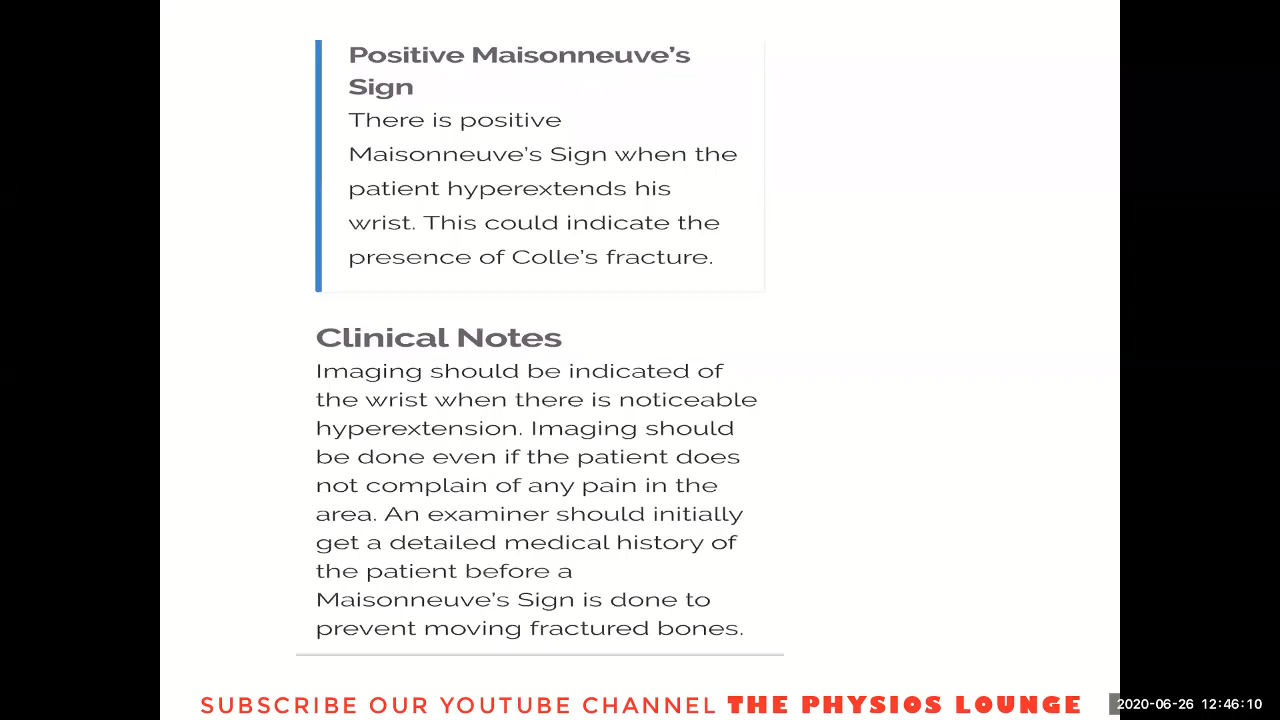 Positive Maisonneuve's
Sign
There is positive
Maisonneuve's Sign when the
patient hyperextends his
wrist. This could indicate the
presence of Colle's fracture.
Clinical Notes
Imaging should be indicated of
the wrist when there is noticeable
hyperextension. Imaging should
be done even if the patient does
not complain of any pain in the
area. An examiner should initially
get a detailed medical history of
the patient before a
Maisonneuve's Sign is done to
prevent moving fractured bones.
SUBSCRIBE OUR YOUTUBE CHANNEL THE PHYSIOS LOUNGE
2020-06-26 12:46:10